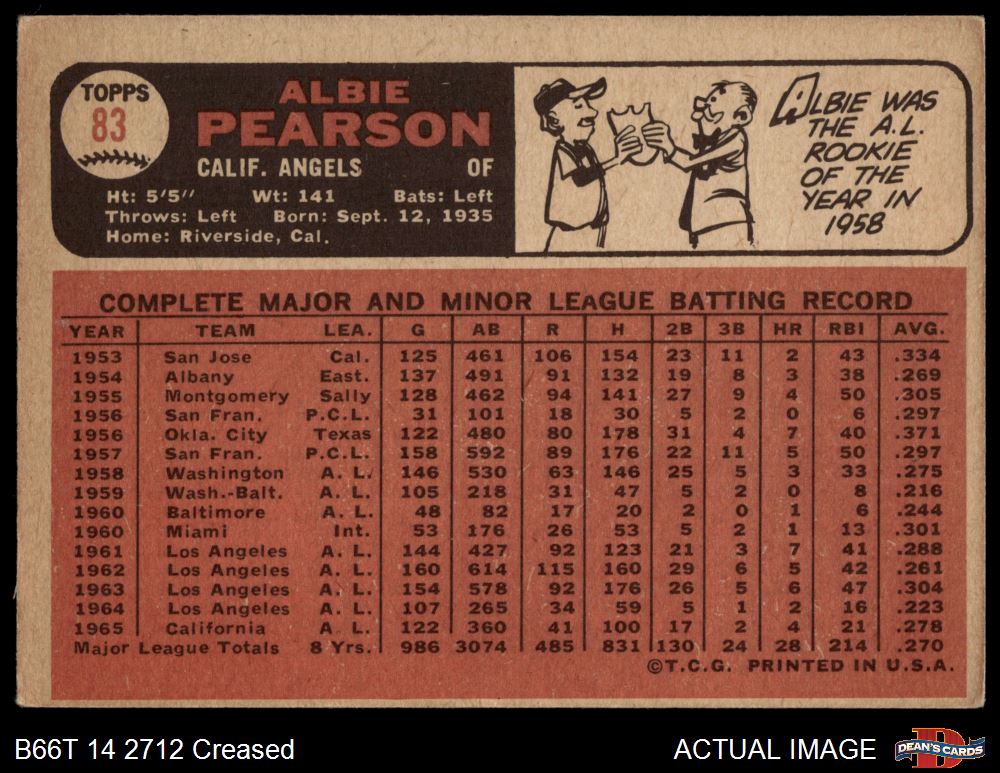 TOPPS
83
ALBIE
PEARSON
CALIF. ANGELS OF
Ht: 5'5" Wt: 141 Bats: Left
Throws: Left Born: Sept. 12, 1935
Home: Riverside, Cal.
ALBIE WAS
THE A.L.
ROOKIE
OF THE
YEAR IN
1958
COMPLETE MAJOR AND MINOR LEAGUE BATTING RECORD
YEAR TEAM LEA. G AB R H 2B 3B HR RBI AVG.
1953 San Jose Cal. 125 461 106 154 23 11 2 43 .334
1954 Albany East. 137 491 91 132 19 8 3 38 .269
1955 Montgomery Sally 128 462 94 141 27 9 4 50 .305
1956 San Fran. P.C.L. 31 101 18 30 5 2 0 6 .297
1956 Okla. City Texas 122 480 80 178 31 4 7 40 .371
1957 San Fran. P.C.L. 158 592 89 176 22 11 5 50 .297
1958 Washington A. L. 146 530 63 146 25 5 3 33 .275
1959 Wash.-Balt. A. L. 105 218 31 47 5 2 0 8 .216
1960 Baltimore A. L. 48 82 17 20 2 0 1 6 .244
1960 Miami Int. 53 176 26 53 5 2 1 13 .301
1961 Los Angeles A. L. 144 427 92 123 21 3 7 41 .288
1962 Los Angeles A. L. 160 614 115 160 29 6 5 42 .261
1963 Los Angeles A. L. 154 578 92 176 26 5 6 47 .304
1964 Los Angeles A. L. 107 265 34 59 5 1 2 16 .223
1965 California A. L. 122 360 41 100 17 2 4 21 .278
Major League Totals 8 Yrs. 986 3074 485 831 130 24 28 214 .270
©T.C.G. PRINTED IN U.S.A.
B66T 14 2712 Creased
ACTUAL IMAGE
D
DEAN'S CARDS